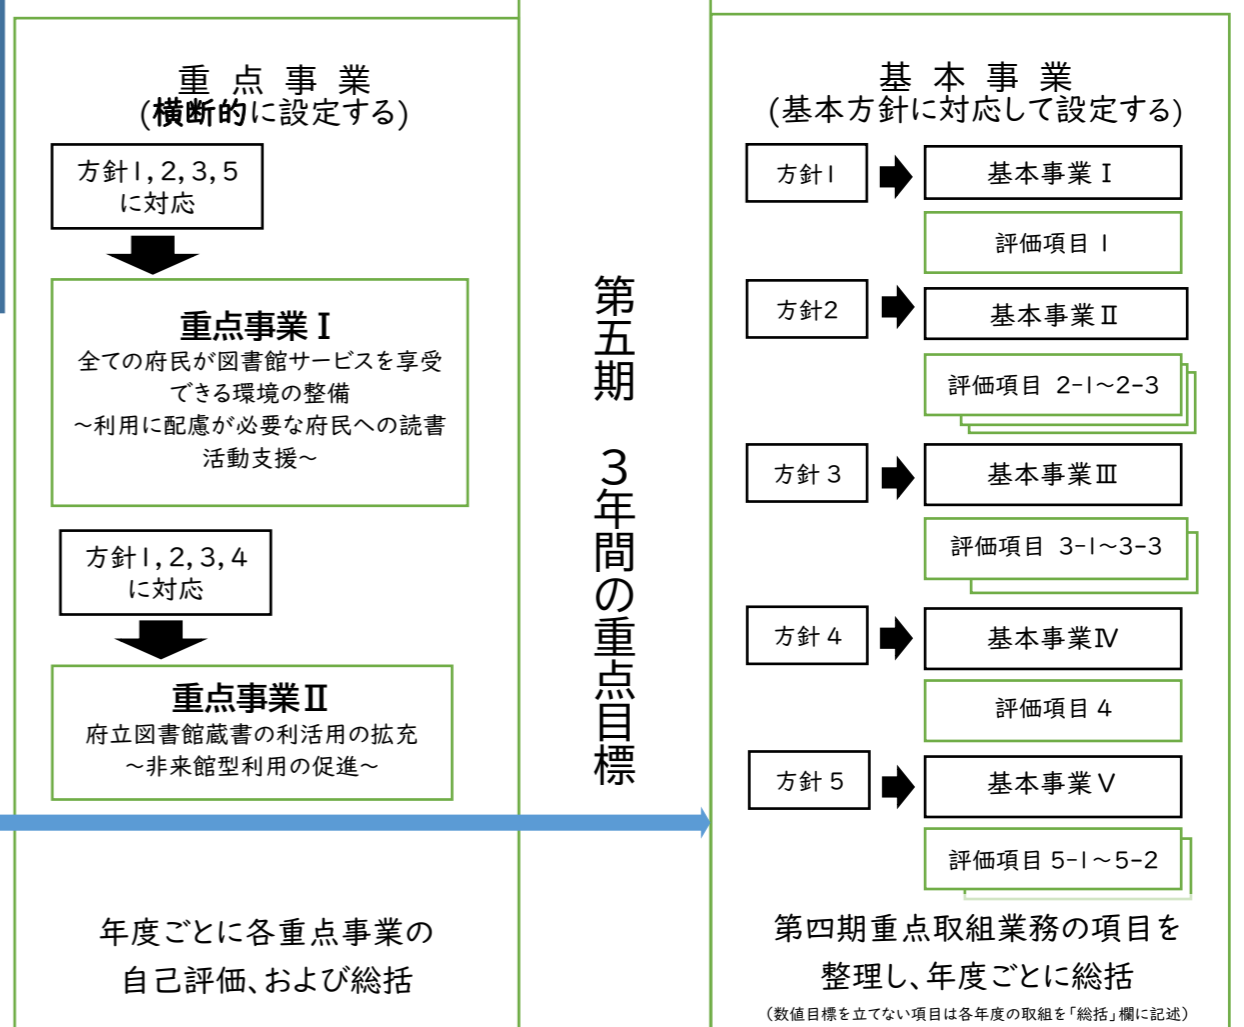 重点事業
(横断的に設定する)
方針1,2,3,5
に対応
重点事業Ⅰ
全ての府民が図書館サービスを享受
できる環境の整備
～利用に配慮が必要な府民への読書
活動支援～
方針1,2,3,4
に対応
重点事業Ⅱ
府立図書館蔵書の利活用の拡充
～非来館型利用の促進～
年度ごとに各重点事業の
自己評価、および総括
第五期　３年間の重点目標
基本事業
(基本方針に対応して設定する)
方針1
基本事業Ⅰ
評価項目 1
方針2
基本事業Ⅱ
評価項目 2-1～2-3
方針 3
基本事業Ⅲ
評価項目 3-1～3-3
方針 4
基本事業Ⅳ
評価項目 4
方針 5
基本事業Ⅴ
評価項目 5-1～5-2
第四期重点取組業務の項目を
整理し、年度ごとに総括
(数値目標を立てない項目は各年度の取組を「総括」欄に記述)